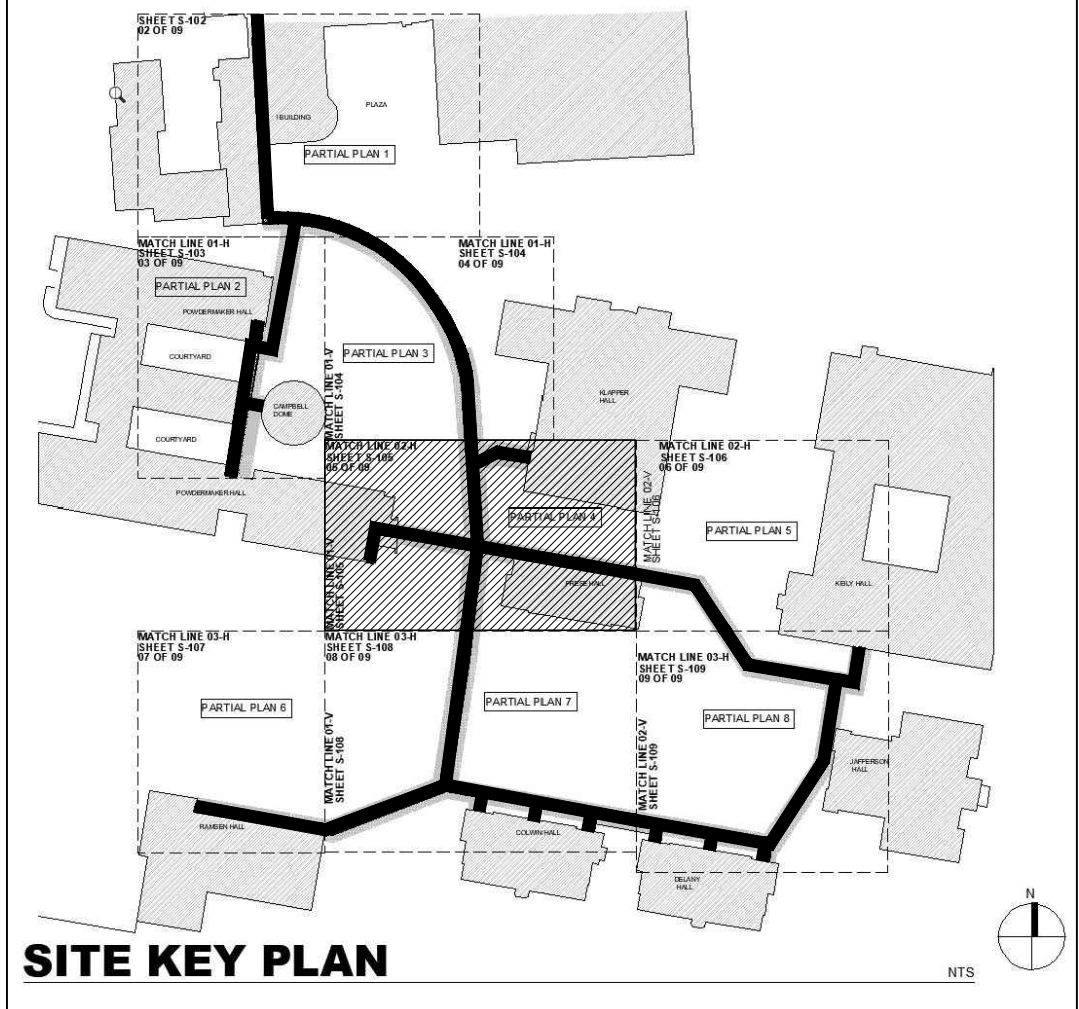 SHEET S-102
02 OF 09
PLAZA
I BUILDING
PARTIAL PLAN 1
MATCH LINE 01-H
SHEET S-103
03 OF 09
MATCH LINE 01-H
SHEET S-104
04 OF 09
PARTIAL PLAN 2
POWDERMAKER HALL
COURTYARD
PARTIAL PLAN 3
MATCH LINE 01-V
SHEET S-104
KLAPPER
HALL
CAMPBELL
DOME
COURTYARD
MATCH LINE 02-H
SHEET S-105
05 OF 09
MATCH LINE 02-H
SHEET S-106
06 OF 09
POWDERMAKER HALL
MATCH LINE 02-V
SHEET S-106
PARTIAL PLAN 4
PARTIAL PLAN 5
MATCH LINE 01-V
SHEET S-105
FRESE HALL
KEILY HALL
MATCH LINE 03-H
SHEET S-107
07 OF 09
MATCH LINE 03-H
SHEET S-108
08 OF 09
MATCH LINE 03-H
SHEET S-109
09 OF 09
PARTIAL PLAN 6
PARTIAL PLAN 7
PARTIAL PLAN 8
MATCH LINE 01-V
SHEET S-108
MATCH LINE 02-V
SHEET S-109
JAFFERSON
HALL
RAMSEN HALL
COLWIN HALL
DELANY
HALL
N
SITE KEY PLAN
NTS